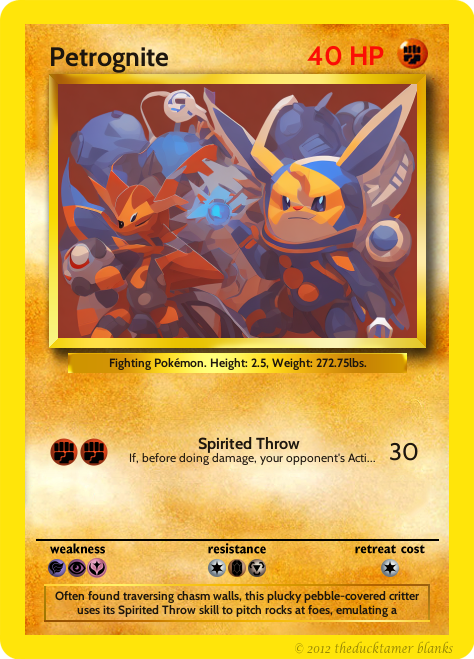 Petrognite
40 HP
Fighting Pokémon. Height: 2.5, Weight: 272.75lbs.
Spirited Throw
If, before doing damage, your opponent's Acti...
30
weakness
resistance
retreat cost
Often found traversing chasm walls, this plucky pebble-covered critter
uses its Spirited Throw skill to pitch rocks at foes, emulating a
© 2012 theducktamer blanks